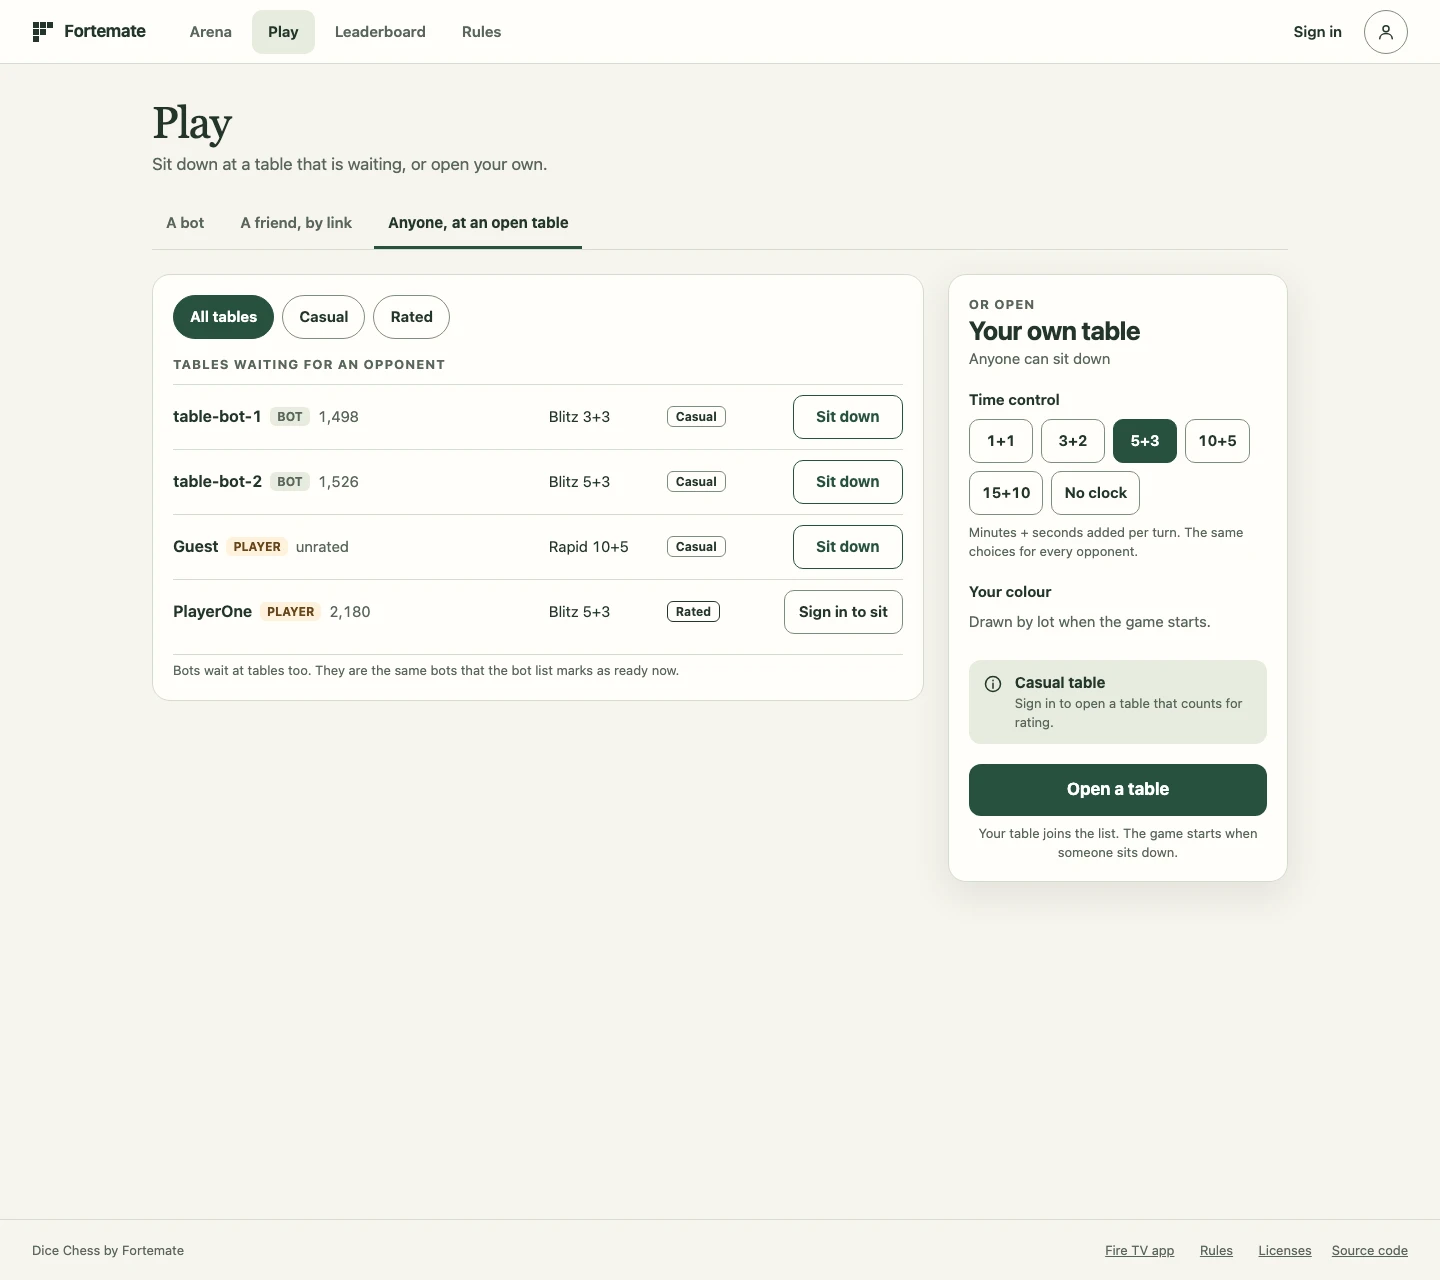 Fortemate
Arena
Play
Leaderboard
Rules
Sign in
Play
Sit down at a table that is waiting, or open your own.
A bot
A friend, by link
Anyone, at an open table
All tables
Casual
Rated
TABLES WAITING FOR AN OPPONENT
table-bot-1 BOT 1,498 Blitz 3+3 Casual Sit down
table-bot-2 BOT 1,526 Blitz 5+3 Casual Sit down
Guest PLAYER unrated Rapid 10+5 Casual Sit down
PlayerOne PLAYER 2,180 Blitz 5+3 Rated Sign in to sit
Bots wait at tables too. They are the same bots that the bot list marks as ready now.
OR OPEN
Your own table
Anyone can sit down
Time control
1+1 3+2 5+3 10+5
15+10 No clock
Minutes + seconds added per turn. The same
choices for every opponent.
Your colour
Drawn by lot when the game starts.
Casual table
Sign in to open a table that counts for
rating.
Open a table
Your table joins the list. The game starts when
someone sits down.
Dice Chess by Fortemate
Fire TV app
Rules
Licenses
Source code